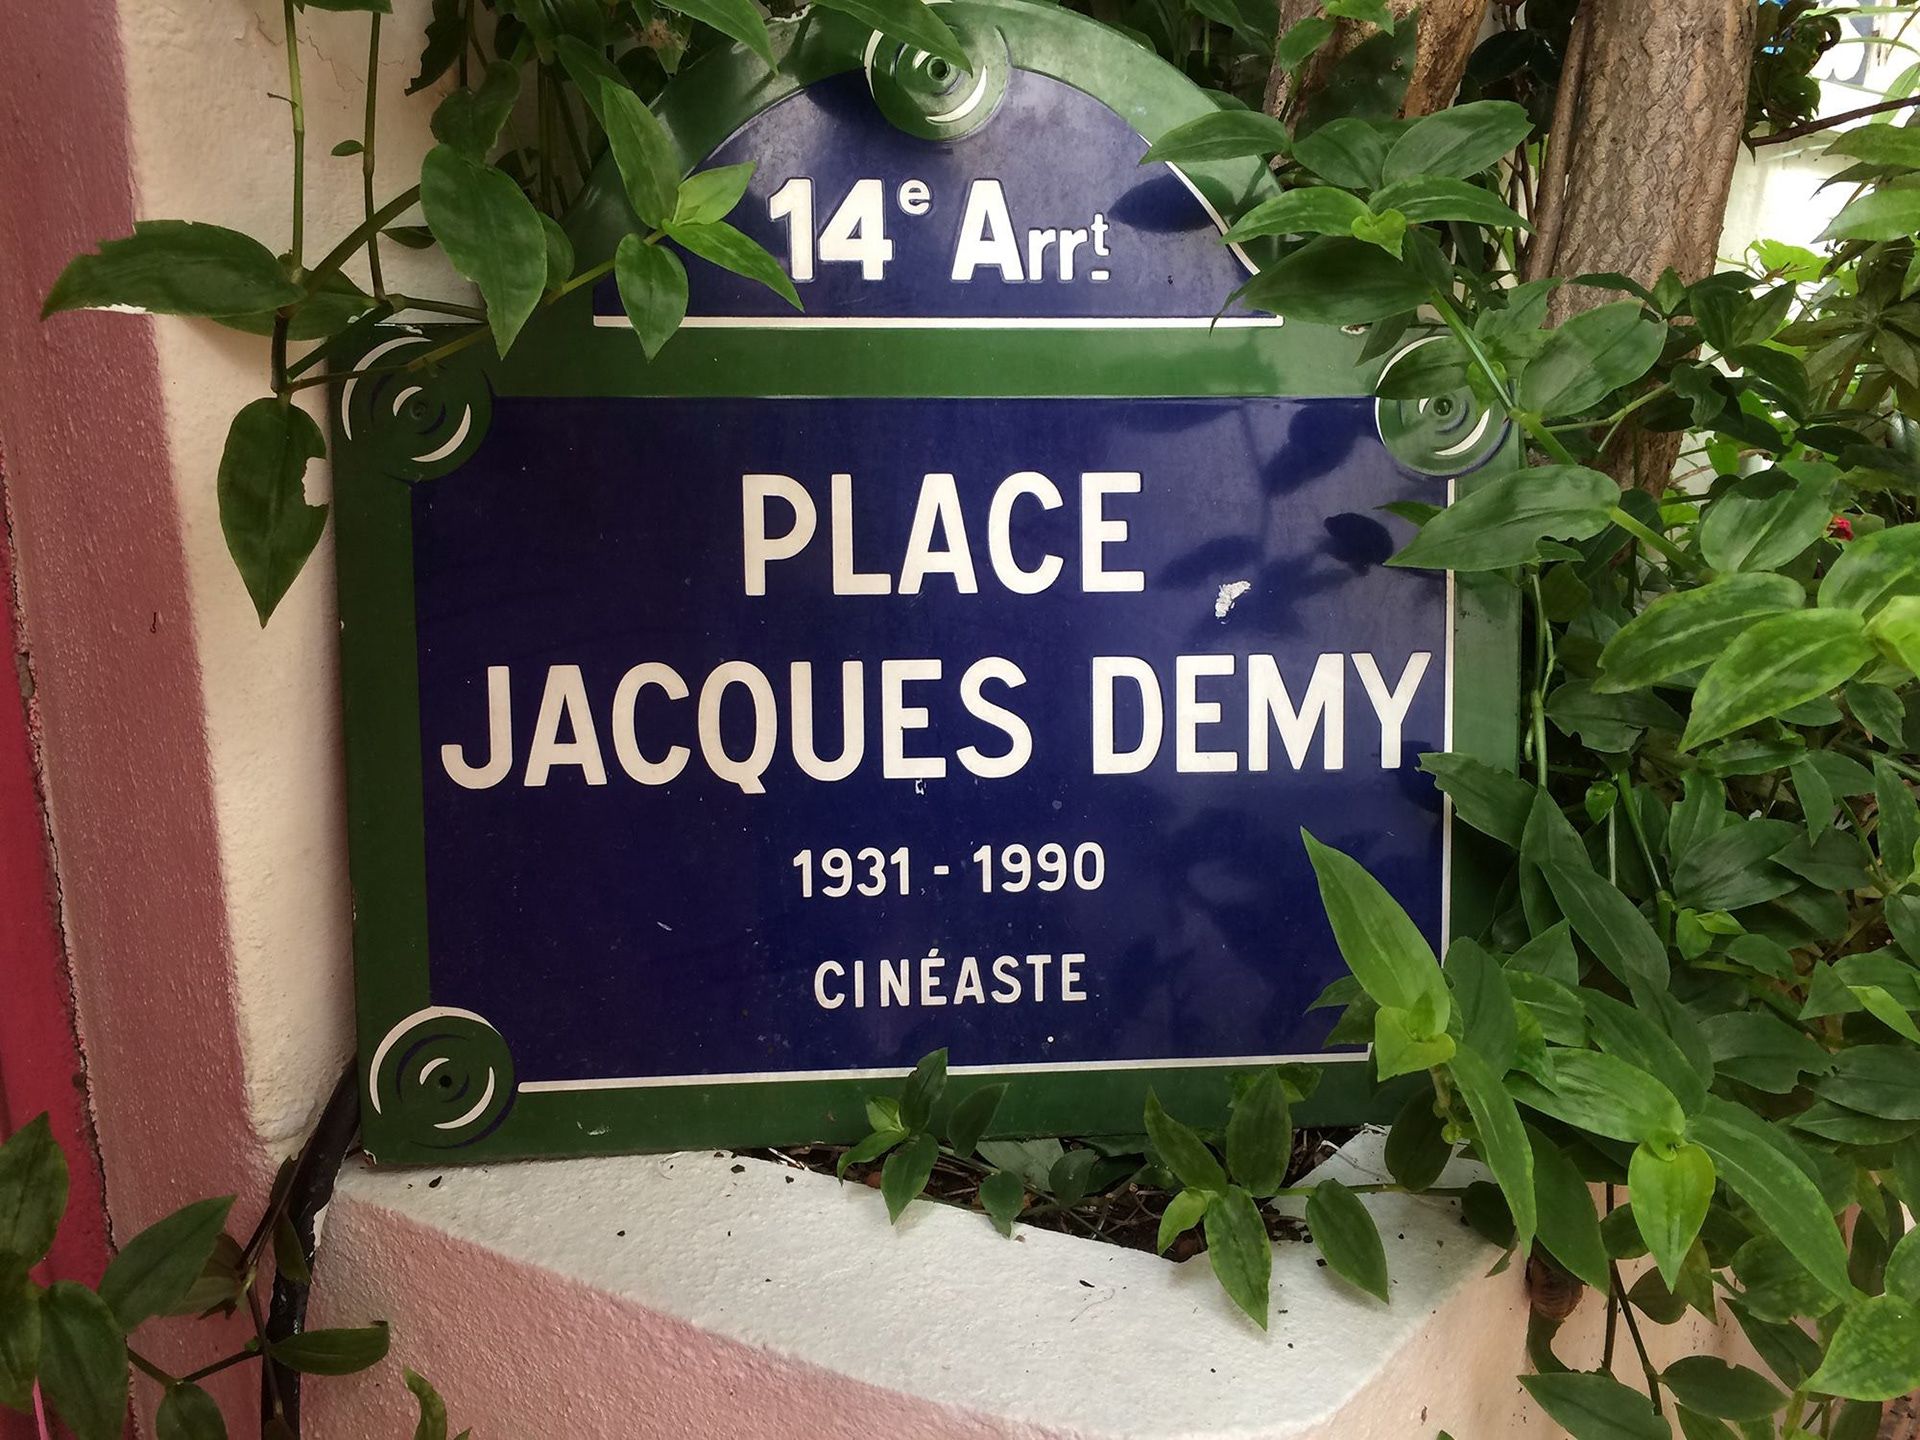 14e Arrt
PLACE
JACQUES DEMY
1931 - 1990
CINÉASTE